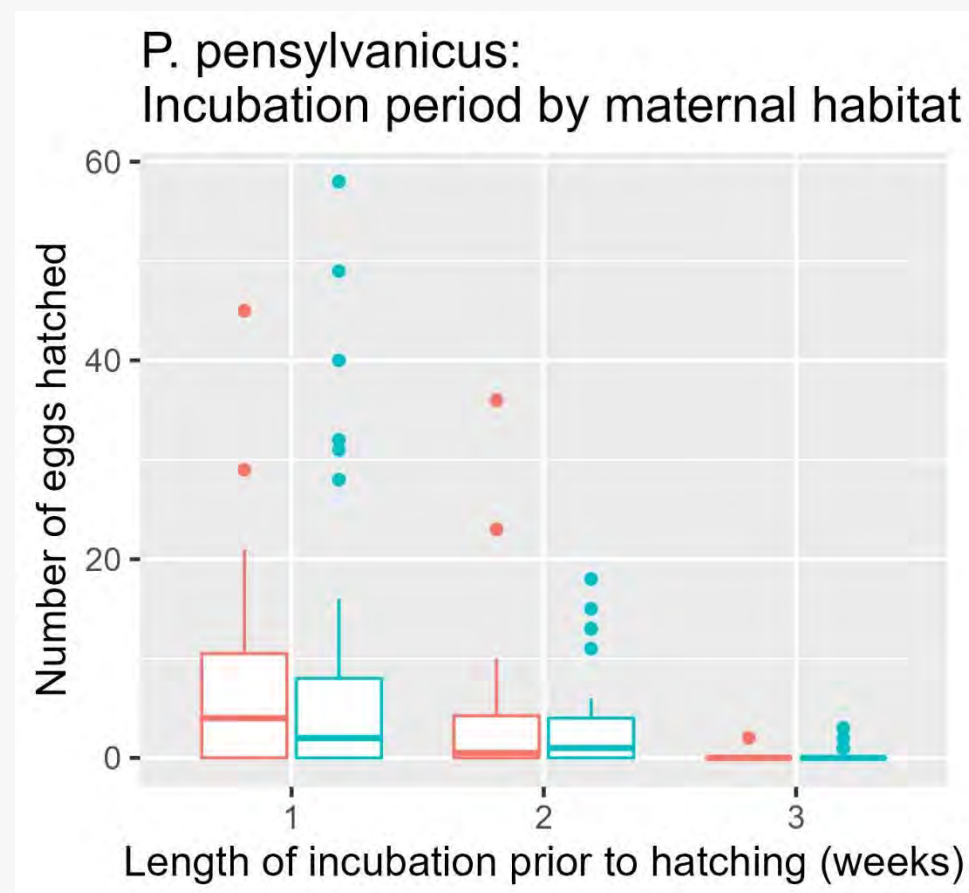 P. pensylvanicus:
Incubation period by maternal habitat
60
40
20
0
Number of eggs hatched
1
2
3
Length of incubation prior to hatching (weeks)